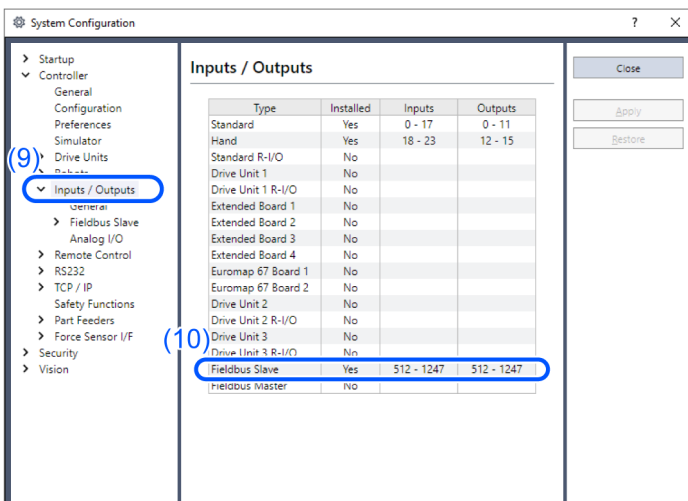 System Configuration
? ×
Startup
Controller
General
Configuration
Preferences
Simulator
Drive Units
Robots
Inputs / Outputs
General
Fieldbus Slave
Analog I/O
Remote Control
RS232
TCP / IP
Safety Functions
Part Feeders
Force Sensor I/F
Security
Vision
(9)
Inputs / Outputs
Type Installed Inputs Outputs
Standard Yes 0 - 17 0 - 11
Hand Yes 18 - 23 12 - 15
Standard R-I/O No
Drive Unit 1 No
Drive Unit 1 R-I/O No
Extended Board 1 No
Extended Board 2 No
Extended Board 3 No
Extended Board 4 No
Euromap 67 Board 1 No
Euromap 67 Board 2 No
Drive Unit 2 No
Drive Unit 2 R-I/O No
Drive Unit 3 No
Drive Unit 3 R-I/O No
(10)
Fieldbus Slave Yes 512 - 1247 512 - 1247
Fieldbus Master No
Close
Apply
Restore